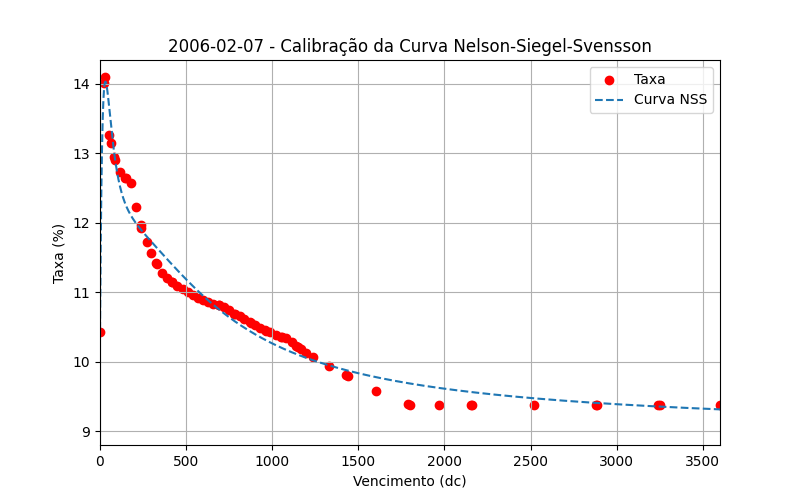 2006-02-07 - Calibração da Curva Nelson-Siegel-Svensson
Taxa
Curva NSS
14
13
12
11
10
9
Taxa (%)
0 500 1000 1500 2000 2500 3000 3500
Vencimento (dc)